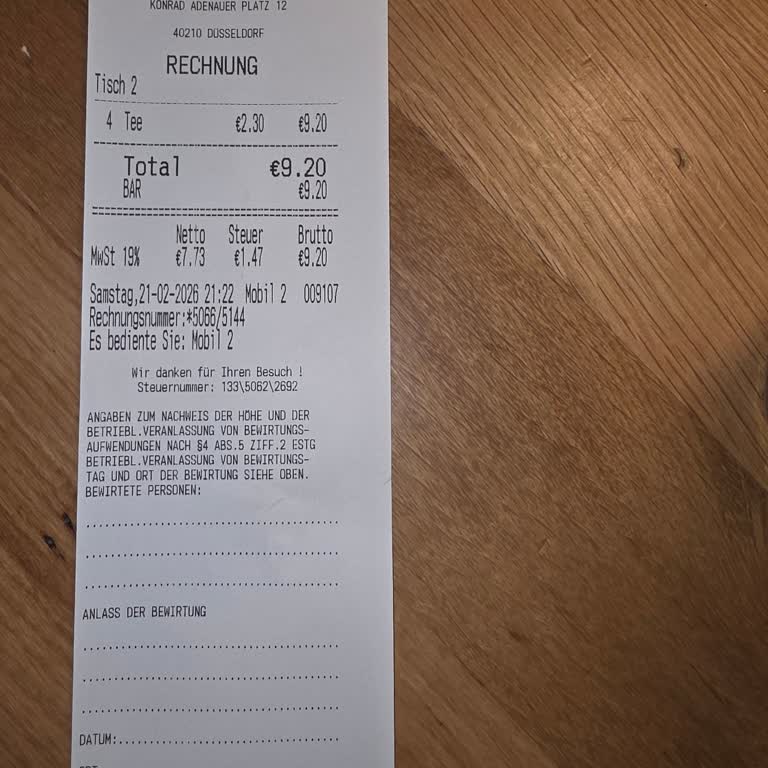 KONRAD ADENAUER PLATZ 12
40210 DÜSSELDORF
RECHNUNG
Tisch 2
4 Tee €2.30 €9.20
Total €9.20
BAR €9.20
Netto Steuer Brutto
MwSt 19% €7.73 €1.47 €9.20
Samstag,21-02-2026 21:22 Mobil 2 009107
Rechnungsnummer:*5066/5144
Es bediente Sie: Mobil 2
Wir danken für Ihren Besuch !
Steuernummer: 133\5062\2692
ANGABEN ZUM NACHWEIS DER HÖHE UND DER
BETRIEBL.VERANLASSUNG VON BEWIRTUNGS-
AUFWENDUNGEN NACH §4 ABS.5 ZIFF.2 ESTG
BETRIEBL.VERANLASSUNG VON BEWIRTUNGS-
TAG UND ORT DER BEWIRTUNG SIEHE OBEN.
BEWIRTETE PERSONEN:
ANLASS DER BEWIRTUNG
DATUM: